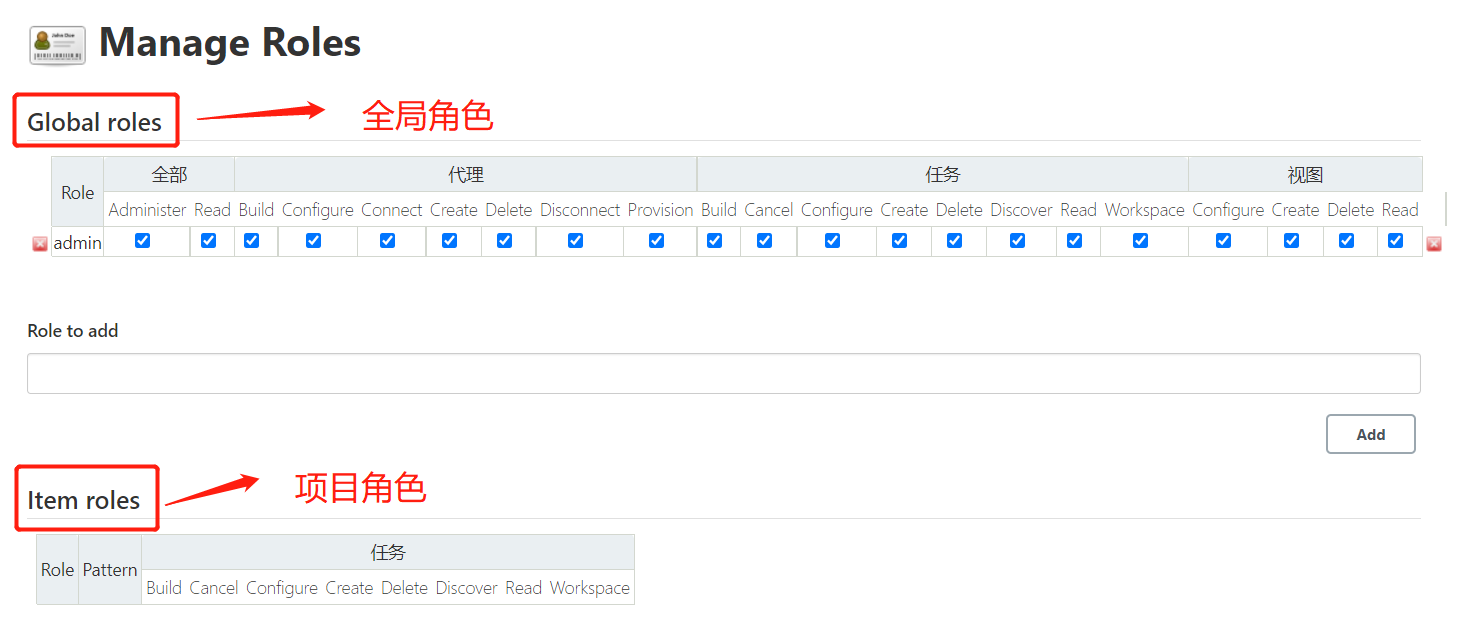 Manage Roles
Global roles 全局角色
Role 全部 代理 任务 视图
Administer Read Build Configure Connect Create Delete Disconnect Provision Build Cancel Configure Create Delete Discover Read Workspace Configure Create Delete Read
admin
Role to add
Add
Item roles 项目角色
Role Pattern 任务
Build Cancel Configure Create Delete Discover Read Workspace